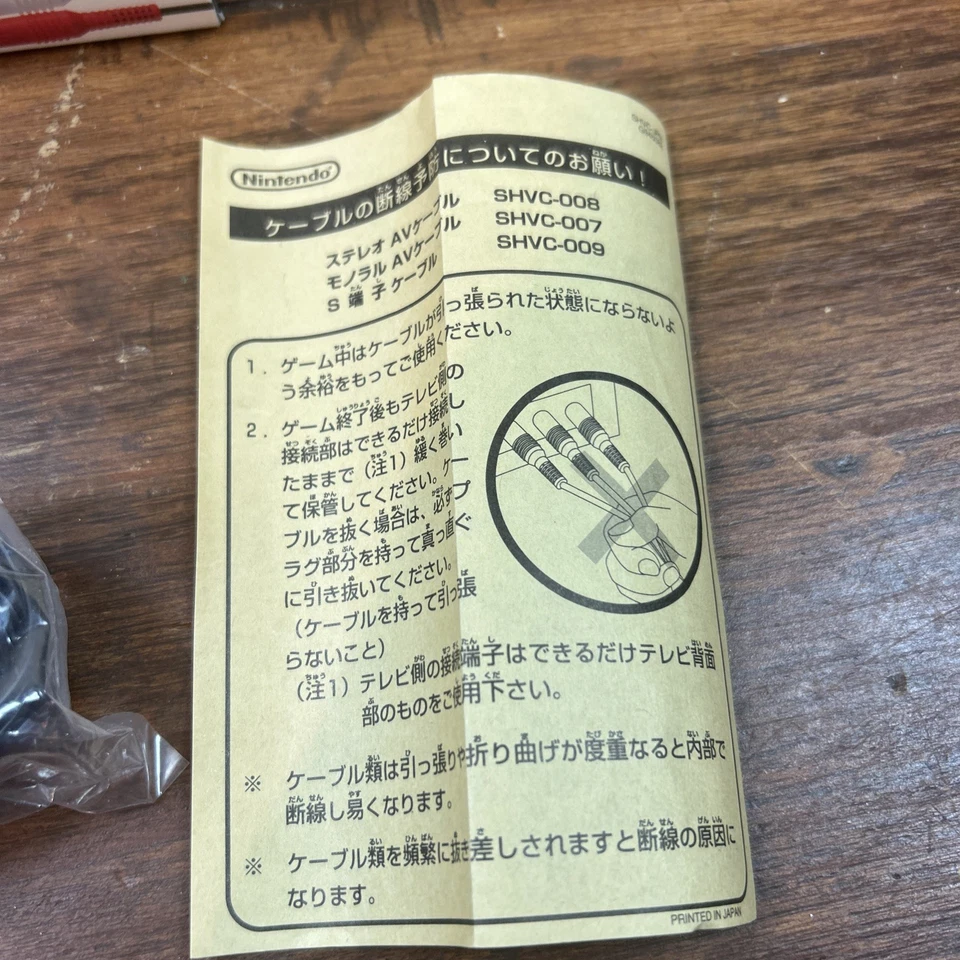 Nintendo
ケーブルの断線予防についてのお願い！
ステレオ AVケーブル SHVC-008
モノラル AVケーブル SHVC-007
S 端 子 ケーブル SHVC-009
1. ゲーム中はケーブルが引っ張られた状態にならないよ
う余裕をもってご使用ください。
2. ゲーム終了後もテレビ側の
接続部はできるだけ接続し
たままで（注1）緩く巻い
て保管してください。ケー
ブルを抜く場合は、必ずプ
ラグ部分を持って真っ直ぐ
に引き抜いてください。
（ケーブルを持って引っ張
らないこと）
（注1）テレビ側の接続端子はできるだけテレビ背面
部のものをご使用下さい。
※ ケーブル類は引っ張りや折り曲げが度重なると内部で
断線し易くなります。
※ ケーブル類を頻繁に抜き差しされますと断線の原因に
なります。
PRINTED IN JAPAN